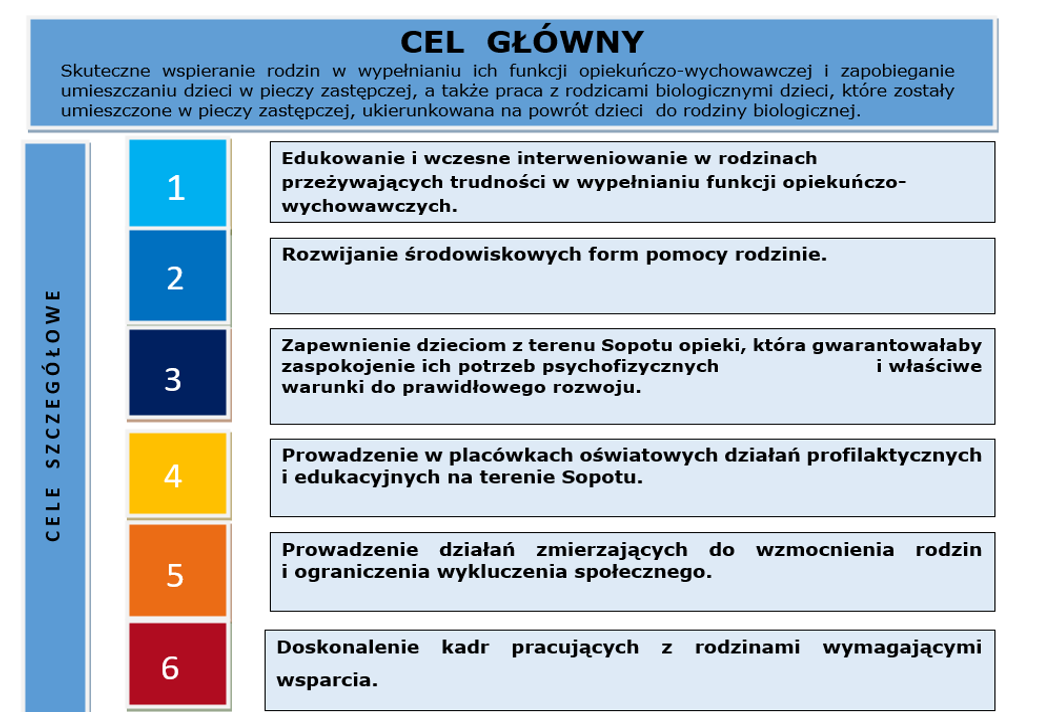 CEL GŁÓWNY
Skuteczne wspieranie rodzin w wypełnianiu ich funkcji opiekuńczo-wychowawczej i zapobieganie
umieszczaniu dzieci w pieczy zastępczej, a także praca z rodzicami biologicznymi dzieci, które zostały
umieszczone w pieczy zastępczej, ukierunkowana na powrót dzieci do rodziny biologicznej.
CELE SZCZEGÓŁOWE
1
Edukowanie i wczesne interweniowanie w rodzinach
przeżywających trudności w wypełnianiu funkcji opiekuńczo-
wychowawczych.
2
Rozwijanie środowiskowych form pomocy rodzinie.
3
Zapewnienie dzieciom z terenu Sopotu opieki, która gwarantowałaby
zaspokojenie ich potrzeb psychofizycznych i właściwe
warunki do prawidłowego rozwoju.
4
Prowadzenie w placówkach oświatowych działań profilaktycznych
i edukacyjnych na terenie Sopotu.
5
Prowadzenie działań zmierzających do wzmocnienia rodzin
i ograniczenia wykluczenia społecznego.
6
Doskonalenie kadr pracujących z rodzinami wymagającymi
wsparcia.